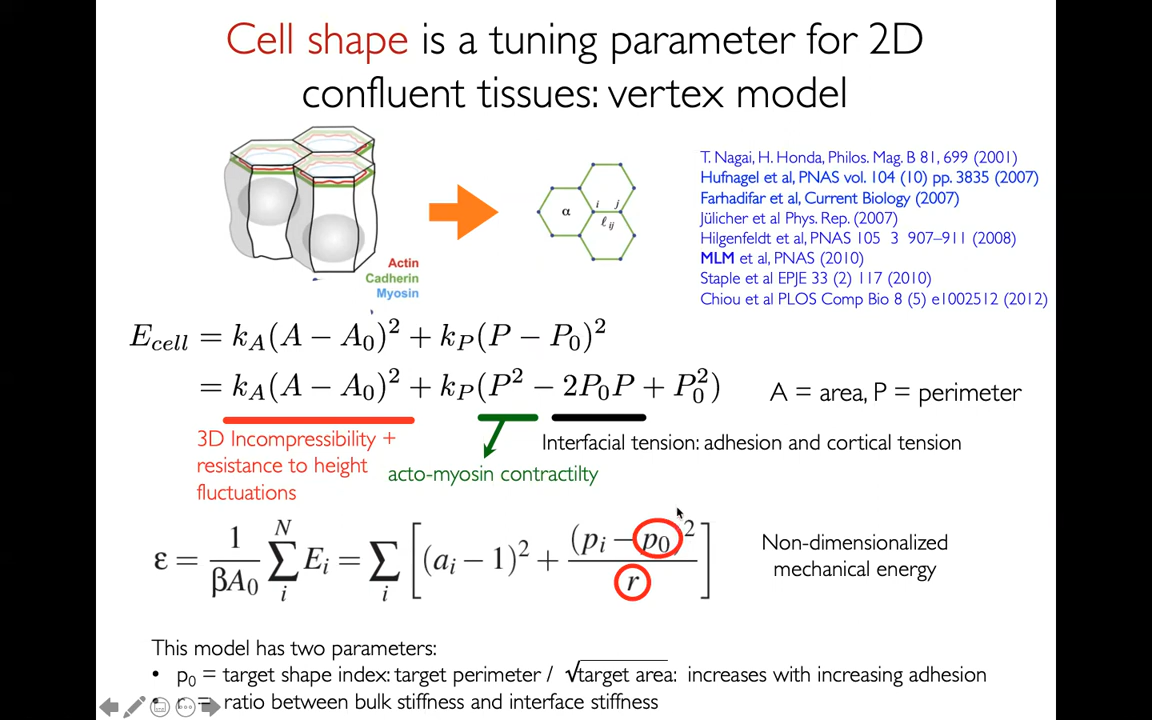 Cell shape is a tuning parameter for 2D
confluent tissues: vertex model
α
i
j
ℓij
Actin
Cadherin
Myosin
T. Nagai, H. Honda, Philos. Mag. B 81, 699 (2001)
Hufnagel et al, PNAS vol. 104 (10) pp. 3835 (2007)
Farhadifar et al, Current Biology (2007)
Jülicher et al Phys. Rep. (2007)
Hilgenfeldt et al, PNAS 105 3 907–911 (2008)
MLM et al, PNAS (2010)
Staple et al EPJE 33 (2) 117 (2010)
Chiou et al PLOS Comp Bio 8 (5) e1002512 (2012)
E_cell = k_A(A − A_0)^2 + k_P(P − P_0)^2
= k_A(A − A_0)^2 + k_P(P^2 − 2P_0P + P_0^2)
A = area, P = perimeter
3D Incompressibility +
resistance to height
fluctuations
acto-myosin contractilty
Interfacial tension: adhesion and cortical tension
ε = 1/(βA_0) ∑_i^N E_i = ∑_i [(a_i − 1)^2 + (p_i − p_0)^2 / r]
Non-dimensionalized
mechanical energy
This model has two parameters:
• p_0 = target shape index: target perimeter / √target area: increases with increasing adhesion
= ratio between bulk stiffness and interface stiffness